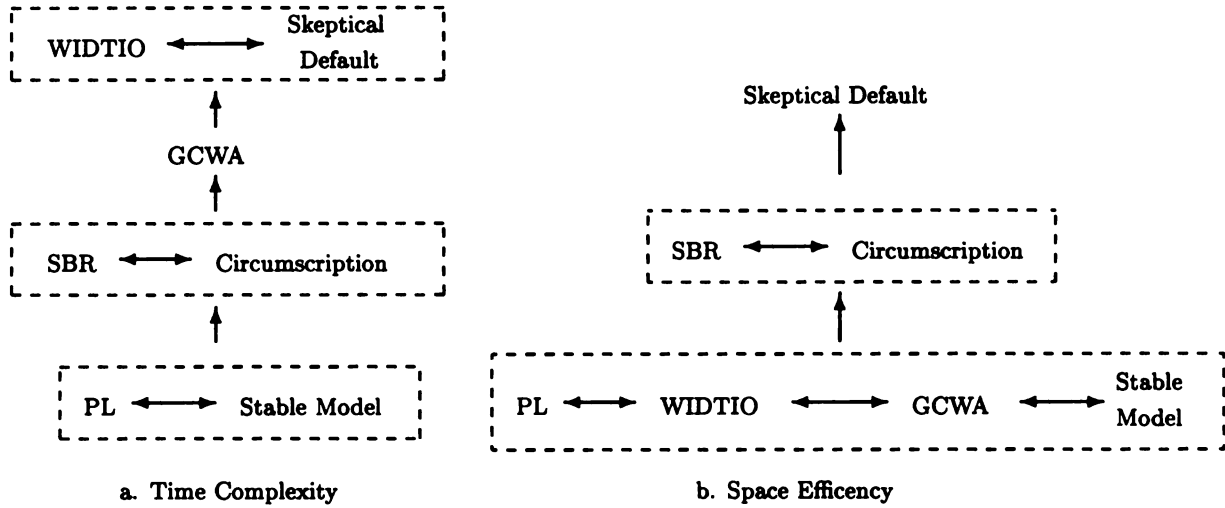 WIDTIO
Skeptical
Default
GCWA
SBR
Circumscription
PL
Stable Model
a. Time Complexity
Skeptical Default
SBR
Circumscription
PL
WIDTIO
GCWA
Stable
Model
b. Space Efficency